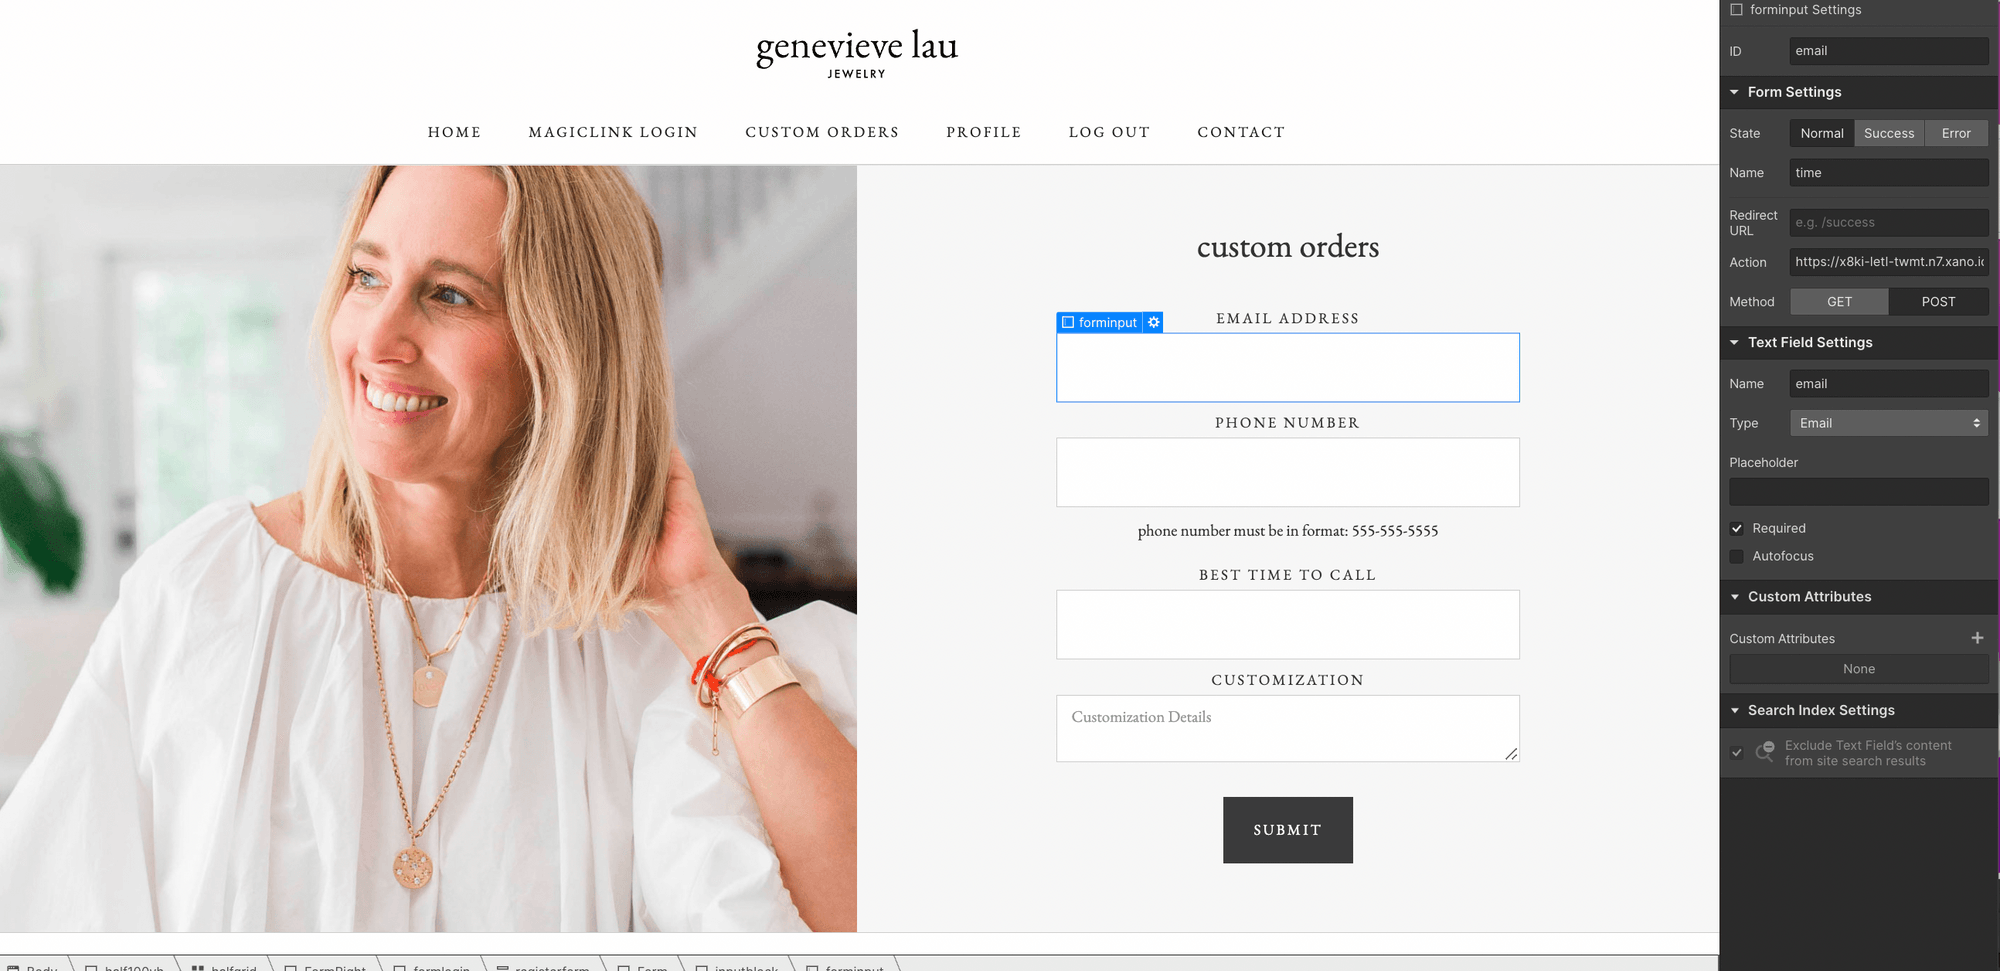 genevieve lau
JEWELRY
HOME MAGICLINK LOGIN CUSTOM ORDERS PROFILE LOG OUT CONTACT
custom orders
EMAIL ADDRESS
forminput
PHONE NUMBER
phone number must be in format: 555-555-5555
BEST TIME TO CALL
CUSTOMIZATION
Customization Details
SUBMIT
forminput Settings
ID email
Form Settings
State Normal Success Error
Name time
Redirect
URL
e.g. /success
Action https://x8ki-letl-twmt.n7.xano.ic
Method GET POST
Text Field Settings
Name email
Type Email
Placeholder
Required
Autofocus
Custom Attributes
Custom Attributes
None
Search Index Settings
Exclude Text Field's content
from site search results
Body half100vh halfgrid FormRight formlogin registerform Form inputblock forminput